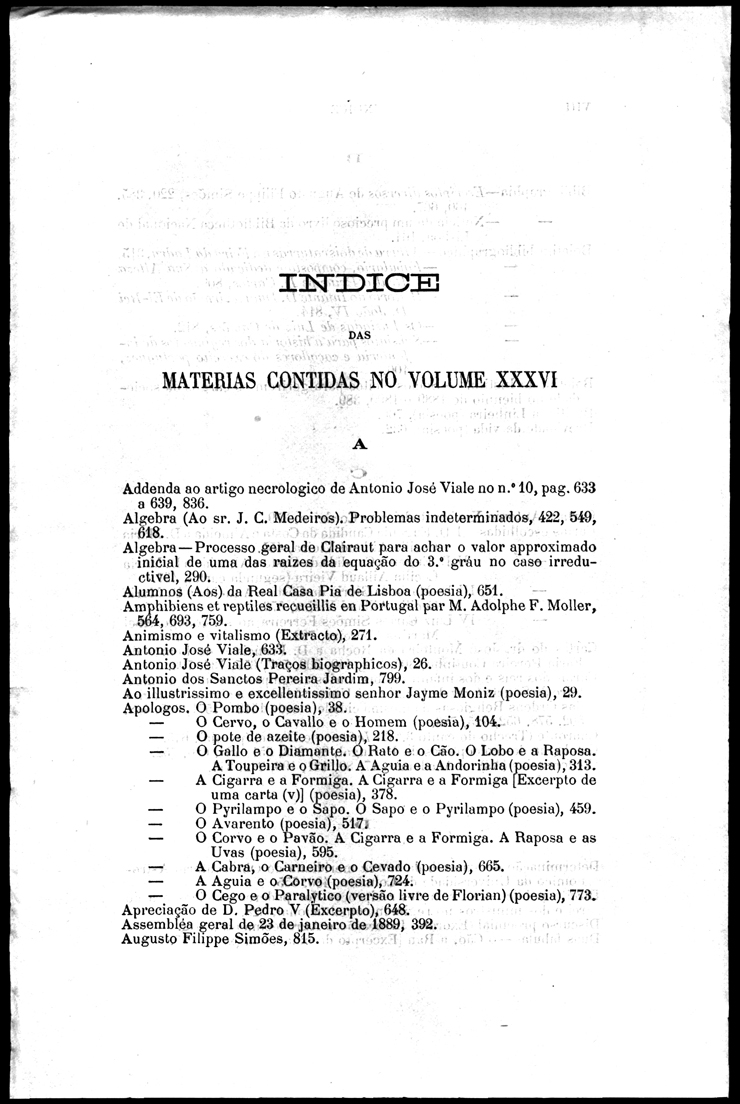 INDICE
DAS
MATERIAS CONTIDAS NO VOLUME XXXVI
A
Addenda ao artigo necrologico de Antonio José Viale no n.º 10, pag. 633
a 639, 836.
Algebra (Ao sr. J. C. Medeiros). Problemas indeterminados, 422, 549,
618.
Algebra—Processo geral de Clairaut para achar o valor approximado
inicial de uma das raizes da equação do 3.º gráu no caso irredu-
ctivel, 290.
Alumnos (Aos) da Real Casa Pia de Lisboa (poesia), 651.
Amphibiens et reptiles recueillis en Portugal par M. Adolphe F. Moller,
564, 693, 759.
Animismo e vitalismo (Extracto), 271.
Antonio José Viale, 633.
Antonio José Viale (Traços biographicos), 26.
Antonio dos Sanctos Pereira Jardim, 799.
Ao illustrissimo e excellentissimo senhor Jayme Moniz (poesia), 29.
Apologos. O Pombo (poesia), 38.
— O Cervo, o Cavallo e o Homem (poesia), 104.
— O pote de azeite (poesia), 218.
— O Gallo e o Diamante. O Rato e o Cão. O Lobo e a Raposa.
A Toupeira e o Grillo. A Aguia e a Andorinha (poesia), 313.
— A Cigarra e a Formiga. A Cigarra e a Formiga [Excerpto de
uma carta (v)] (poesia), 378.
— O Pyrilampo e o Sapo. O Sapo e o Pyrilampo (poesia), 459.
— O Avarento (poesia), 517.
— O Corvo e o Pavão. A Cigarra e a Formiga. A Raposa e as
Uvas (poesia), 595.
— A Cabra, o Carneiro e o Cevado (poesia), 665.
— A Aguia e o Corvo (poesia), 724.
— O Cego e o Paralytico (versão livre de Florian) (poesia), 773.
Apreciação de D. Pedro V (Excerpto), 648.
Assembléa geral de 23 de janeiro de 1889, 392.
Augusto Filippe Simões, 815.